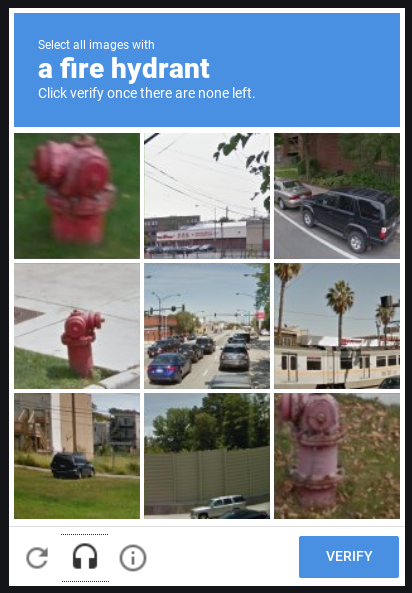 Select all images with
a fire hydrant
Click verify once there are none left.
VERIFY